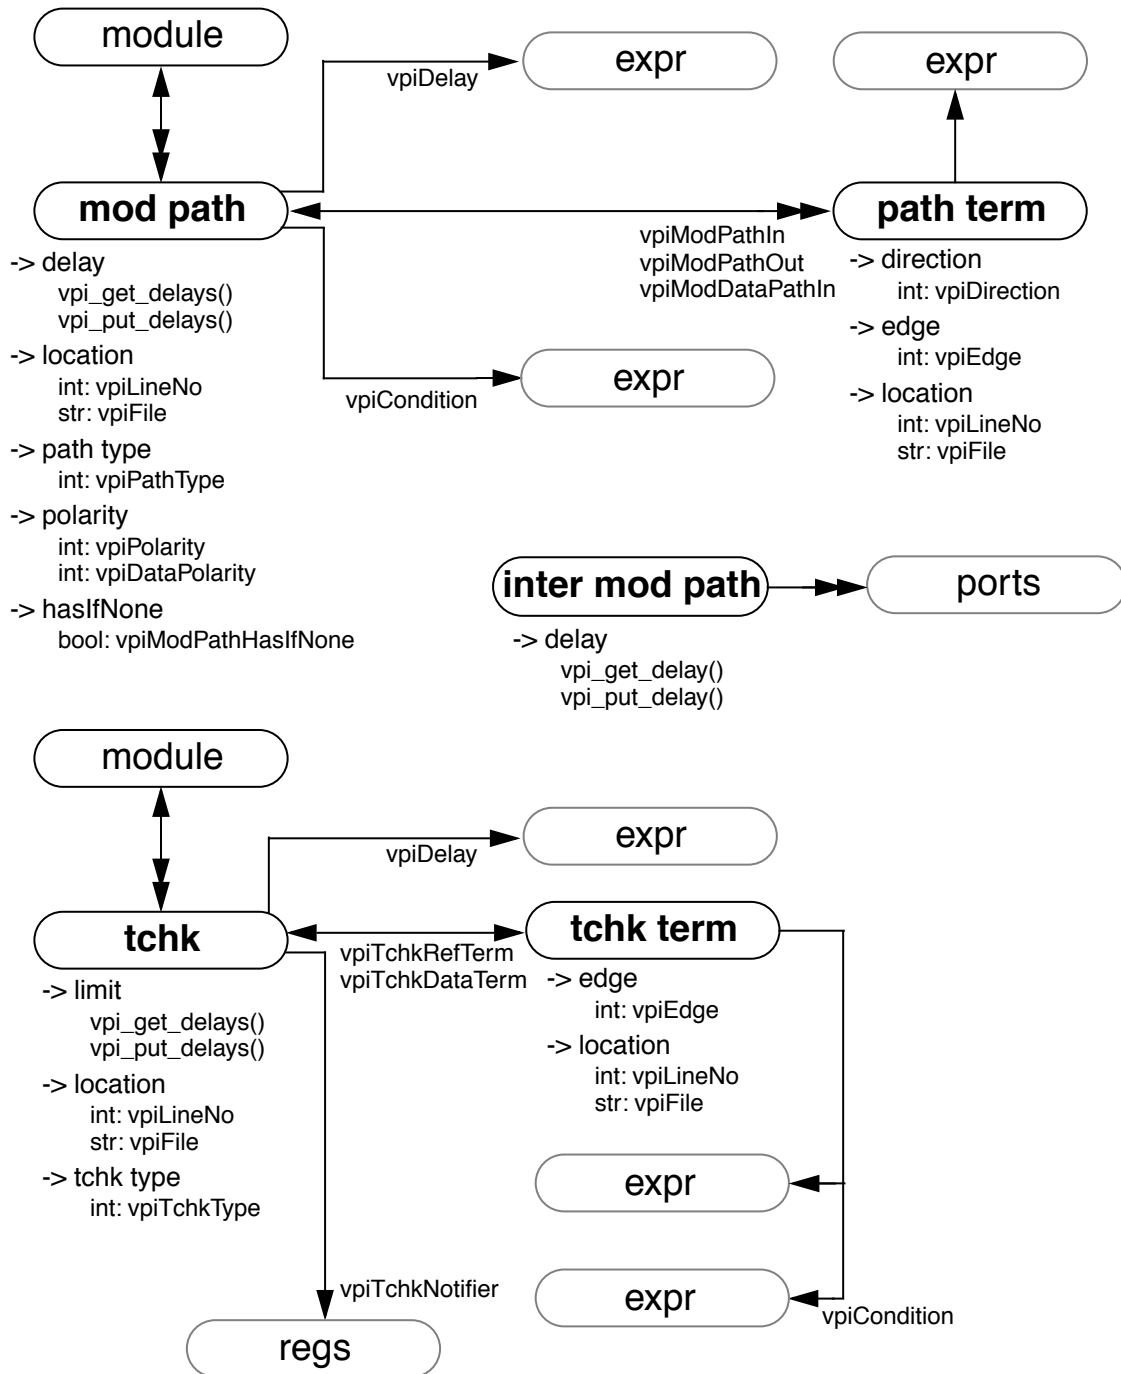 module
expr
expr
vpiDelay
mod path
path term
vpiModPathIn
vpiModPathOut
vpiModDataPathIn
-> delay
vpi_get_delays()
vpi_put_delays()
-> location
int: vpiLineNo
str: vpiFile
-> path type
int: vpiPathType
-> polarity
int: vpiPolarity
int: vpiDataPolarity
-> hasIfNone
bool: vpiModPathHasIfNone
-> direction
int: vpiDirection
-> edge
int: vpiEdge
-> location
int: vpiLineNo
str: vpiFile
expr
vpiCondition
inter mod path
ports
-> delay
vpi_get_delay()
vpi_put_delay()
module
expr
vpiDelay
tchk
tchk term
vpiTchkRefTerm
vpiTchkDataTerm
-> limit
vpi_get_delays()
vpi_put_delays()
-> location
int: vpiLineNo
str: vpiFile
-> tchk type
int: vpiTchkType
-> edge
int: vpiEdge
-> location
int: vpiLineNo
str: vpiFile
expr
expr
vpiTchkNotifier
vpiCondition
regs